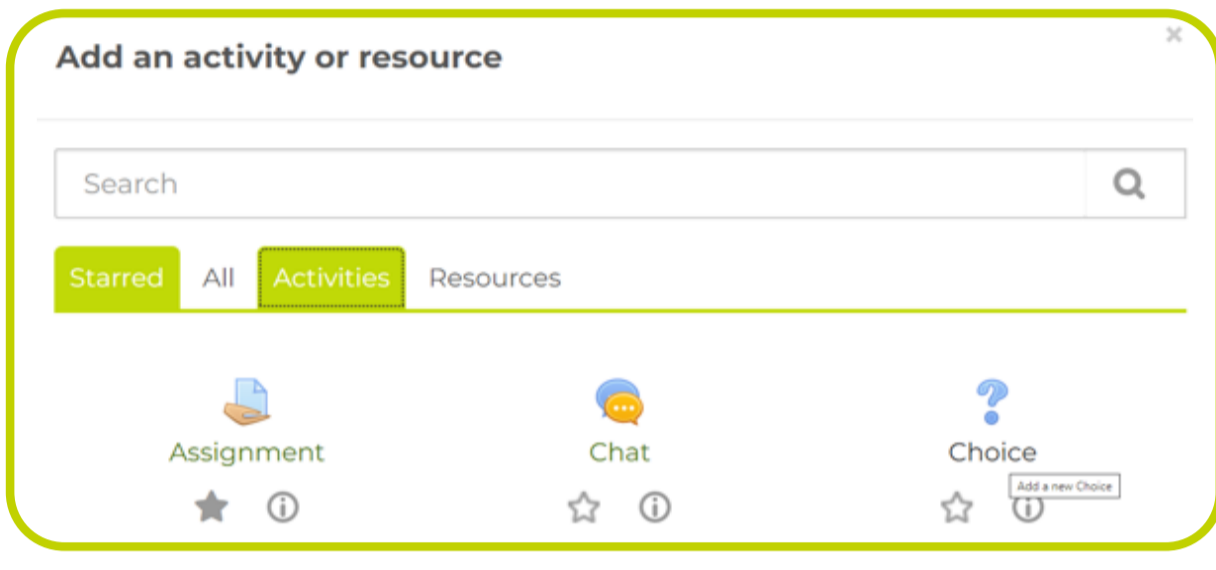 Add an activity or resource
Search
Starred All Activities Resources
Assignment Chat Choice
Add a new Choice